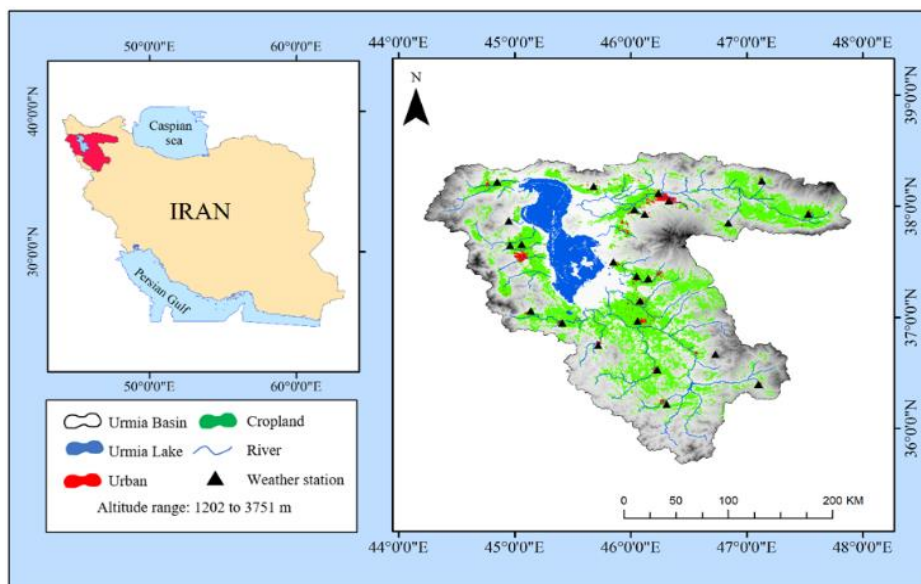 50°0'0"E 60°0'0"E
40°0'0"N
30°0'0"N
Caspian
sea
IRAN
Persian Gulf
50°0'0"E 60°0'0"E
Urmia Basin
Cropland
Urmia Lake
River
Urban
Weather station
Altitude range: 1202 to 3751 m
44°0'0"E 45°0'0"E 46°0'0"E 47°0'0"E 48°0'0"E
N
39°0'0"N
38°0'0"N
37°0'0"N
36°0'0"N
0 25 50 100 150 200 KM
44°0'0"E 45°0'0"E 46°0'0"E 47°0'0"E 48°0'0"E